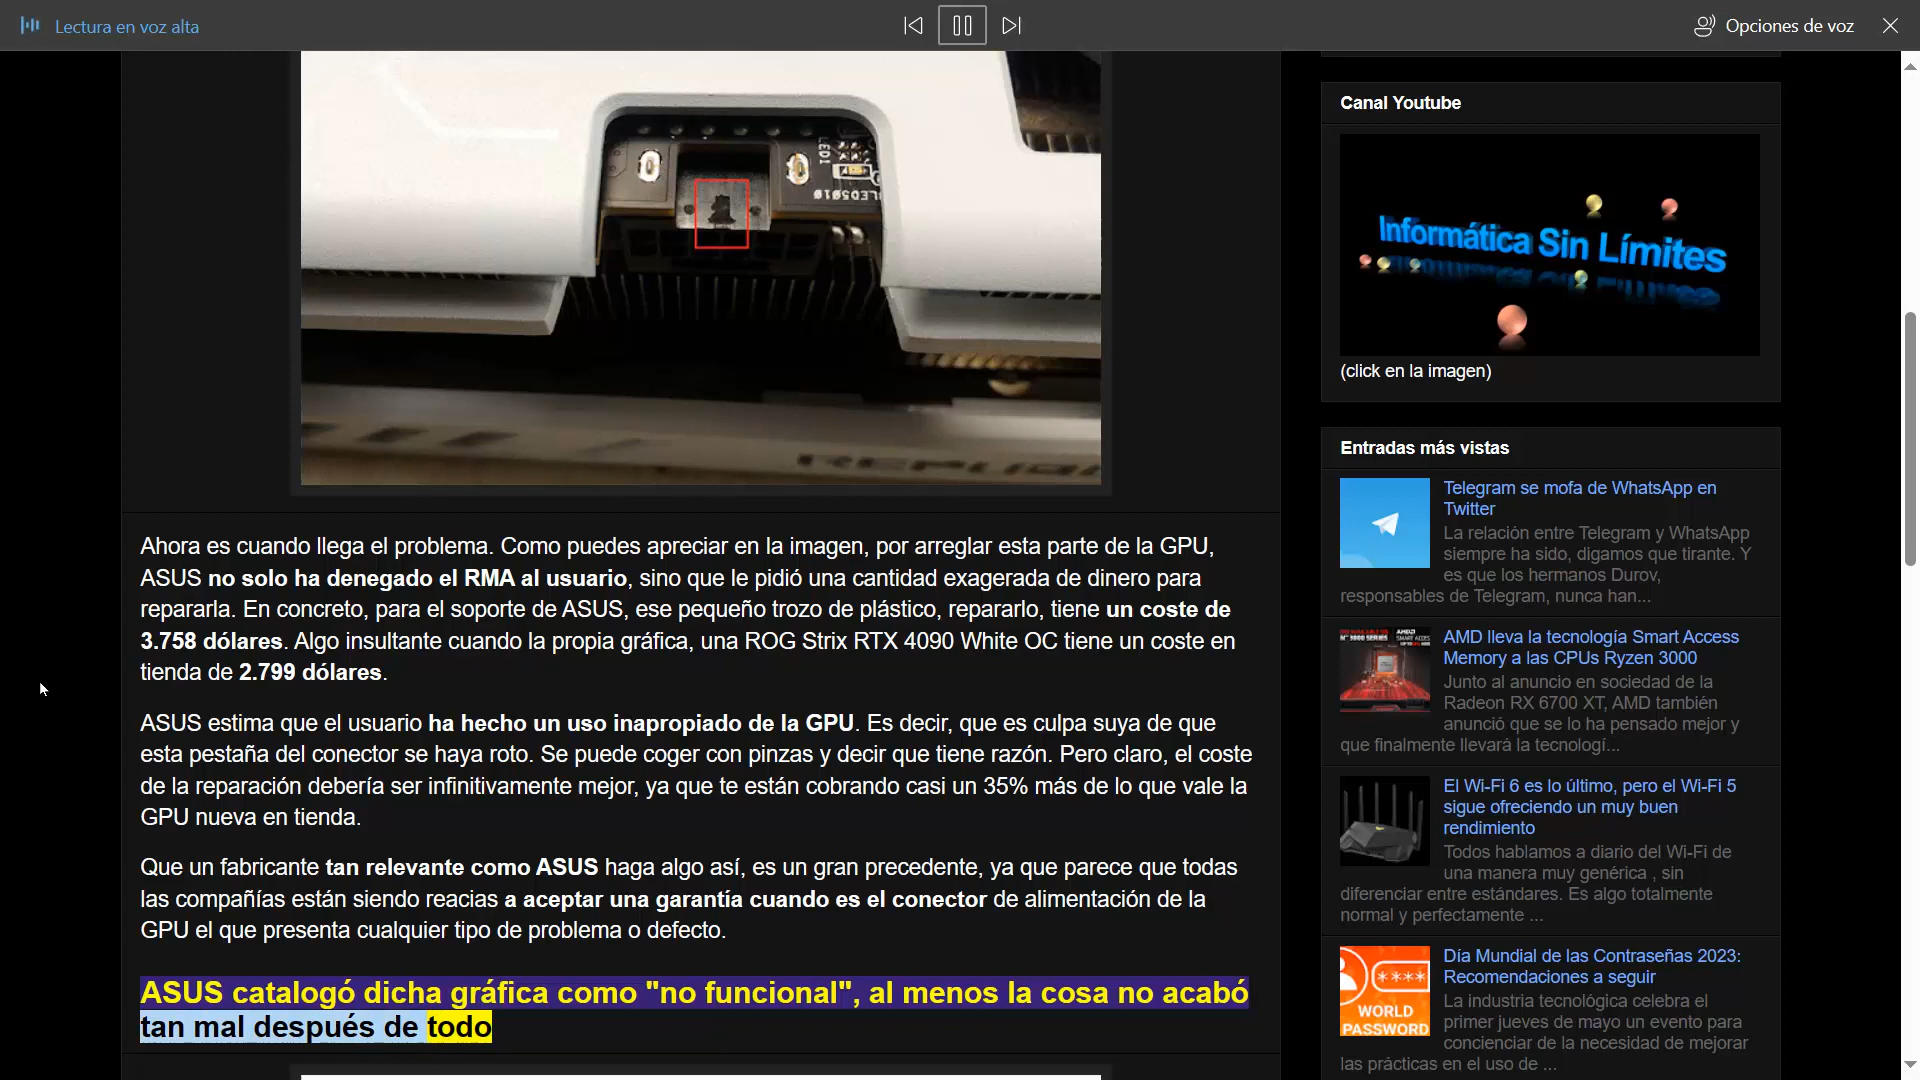 Lectura en voz alta
Opciones de voz
LED1
LED5010
Ahora es cuando llega el problema. Como puedes apreciar en la imagen, por arreglar esta parte de la GPU,
ASUS no solo ha denegado el RMA al usuario, sino que le pidió una cantidad exagerada de dinero para
repararla. En concreto, para el soporte de ASUS, ese pequeño trozo de plástico, repararlo, tiene un coste de
3.758 dólares. Algo insultante cuando la propia gráfica, una ROG Strix RTX 4090 White OC tiene un coste en
tienda de 2.799 dólares.
ASUS estima que el usuario ha hecho un uso inapropiado de la GPU. Es decir, que es culpa suya de que
esta pestaña del conector se haya roto. Se puede coger con pinzas y decir que tiene razón. Pero claro, el coste
de la reparación debería ser infinitivamente mejor, ya que te están cobrando casi un 35% más de lo que vale la
GPU nueva en tienda.
Que un fabricante tan relevante como ASUS haga algo así, es un gran precedente, ya que parece que todas
las compañías están siendo reacias a aceptar una garantía cuando es el conector de alimentación de la
GPU el que presenta cualquier tipo de problema o defecto.
ASUS catalogó dicha gráfica como "no funcional", al menos la cosa no acabó
tan mal después de todo
Canal Youtube
Informática Sin Límites
(click en la imagen)
Entradas más vistas
Telegram se mofa de WhatsApp en
Twitter
La relación entre Telegram y WhatsApp
siempre ha sido, digamos que tirante. Y
es que los hermanos Durov,
responsables de Telegram, nunca han...
AMD lleva la tecnología Smart Access
Memory a las CPUs Ryzen 3000
Junto al anuncio en sociedad de la
Radeon RX 6700 XT, AMD también
anunció que se lo ha pensado mejor y
que finalmente llevará la tecnologí...
El Wi-Fi 6 es lo último, pero el Wi-Fi 5
sigue ofreciendo un muy buen
rendimiento
Todos hablamos a diario del Wi-Fi de
una manera muy genérica , sin
diferenciar entre estándares. Es algo totalmente
normal y perfectamente ...
WORLD
PASSWORD
Día Mundial de las Contraseñas 2023:
Recomendaciones a seguir
La industria tecnológica celebra el
primer jueves de mayo un evento para
concienciar de la necesidad de mejorar
las prácticas en el uso de ...